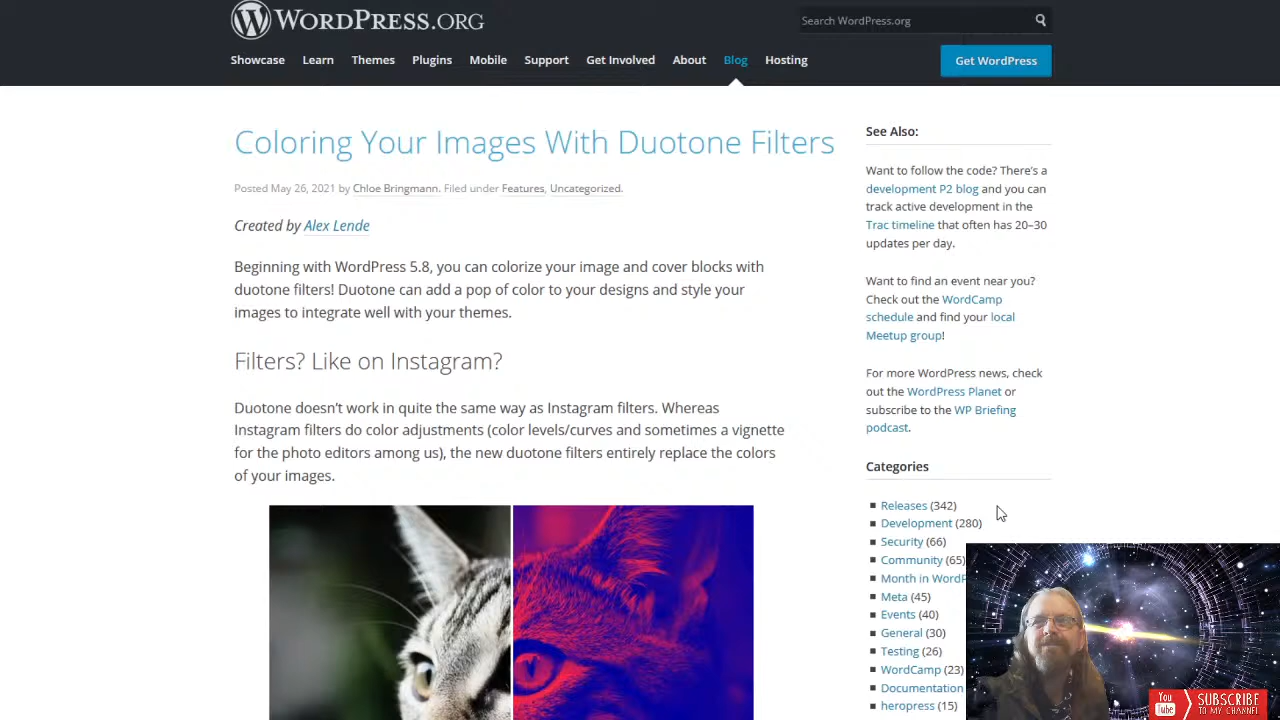 WORDPRESS.ORG
Search WordPress.org
Showcase Learn Themes Plugins Mobile Support Get Involved About Blog Hosting
Get WordPress
Coloring Your Images With Duotone Filters
Posted May 26, 2021 by Chloe Bringmann. Filed under Features, Uncategorized.
Created by Alex Lende
Beginning with WordPress 5.8, you can colorize your image and cover blocks with
duotone filters! Duotone can add a pop of color to your designs and style your
images to integrate well with your themes.
Filters? Like on Instagram?
Duotone doesn’t work in quite the same way as Instagram filters. Whereas
Instagram filters do color adjustments (color levels/curves and sometimes a vignette
for the photo editors among us), the new duotone filters entirely replace the colors
of your images.
See Also:
Want to follow the code? There’s a
development P2 blog and you can
track active development in the
Trac timeline that often has 20–30
updates per day.
Want to find an event near you?
Check out the WordCamp
schedule and find your local
Meetup group!
For more WordPress news, check
out the WordPress Planet or
subscribe to the WP Briefing
podcast.
Categories
Releases (342)
Development (280)
Security (66)
Community (65)
Month in WordP
Meta (45)
Events (40)
General (30)
Testing (26)
WordCamp (23)
Documentation
heropress (15)
You
Tube
SUBSCRIBE
TO MY CHANNEL